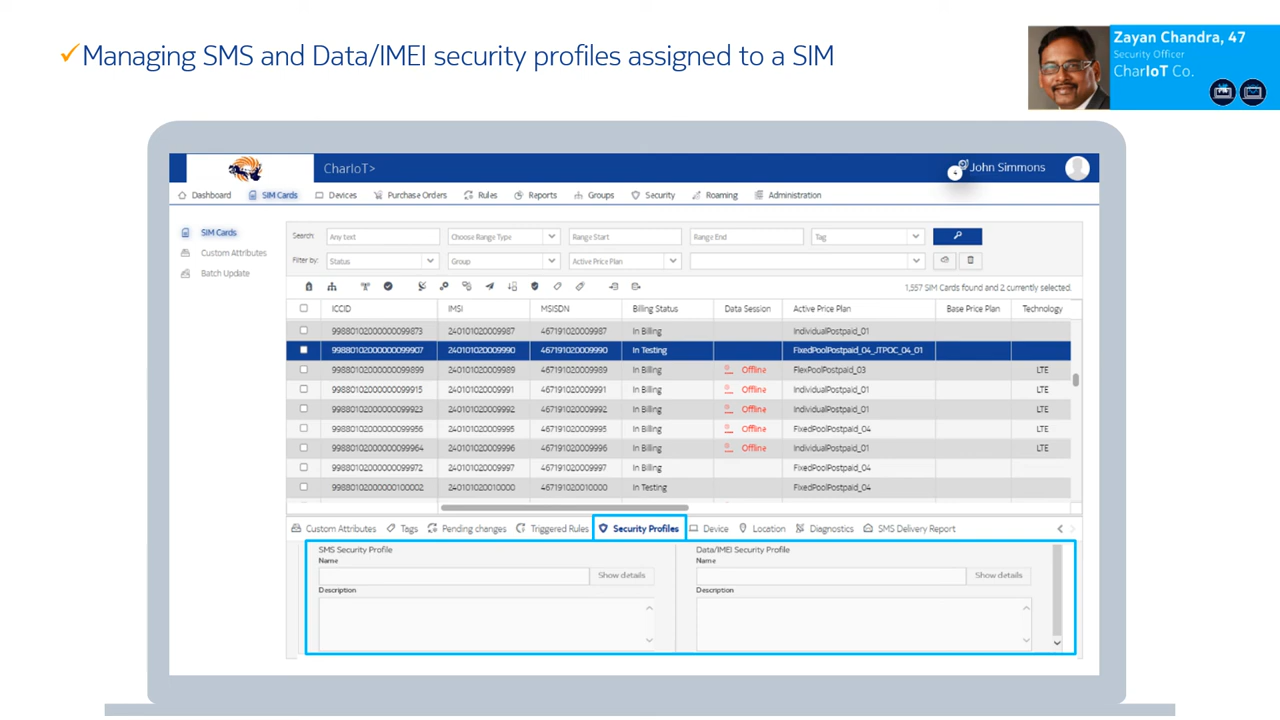 ✓Managing SMS and Data/IMEI security profiles assigned to a SIM
Zayan Chandra, 47
Security Officer
CharIoT Co.
CharIoT>
John Simmons
Dashboard SIM Cards Devices Purchase Orders Rules Reports Groups Security Roaming Administration
SIM Cards
Custom Attributes
Batch Update
Search: Any text Choose Range Type Range Start Range End Tag
Filter by: Status Group Active Price Plan
1,557 SIM Cards found and 2 currently selected.
ICCID IMSI MSISDN Billing Status Data Session Active Price Plan Base Price Plan Technology
99880102000000099873 240101020009987 467191020009987 In Billing IndividualPostpaid_01
99880102000000099907 240101020009990 467191020009990 In Testing FixedPoolPostpaid_04_JTPOC_04_01
99880102000000099899 240101020009989 467191020009989 In Billing Offline FlexPoolPostpaid_03 LTE
99880102000000099915 240101020009991 467191020009991 In Billing Offline IndividualPostpaid_01 LTE
99880102000000099923 240101020009992 467191020009992 In Billing Offline IndividualPostpaid_01 LTE
99880102000000099956 240101020009995 467191020009995 In Billing Offline FixedPoolPostpaid_04 LTE
99880102000000099964 240101020009996 467191020009996 In Billing Offline IndividualPostpaid_01 LTE
99880102000000099972 240101020009997 467191020009997 In Billing FixedPoolPostpaid_04
99880102000000100002 240101020010000 467191020010000 In Testing FixedPoolPostpaid_04
Custom Attributes Tags Pending changes Triggered Rules Security Profiles Device Location Diagnostics SMS Delivery Report
SMS Security Profile Data/IMEI Security Profile
Name Name
Show details Show details
Description Description